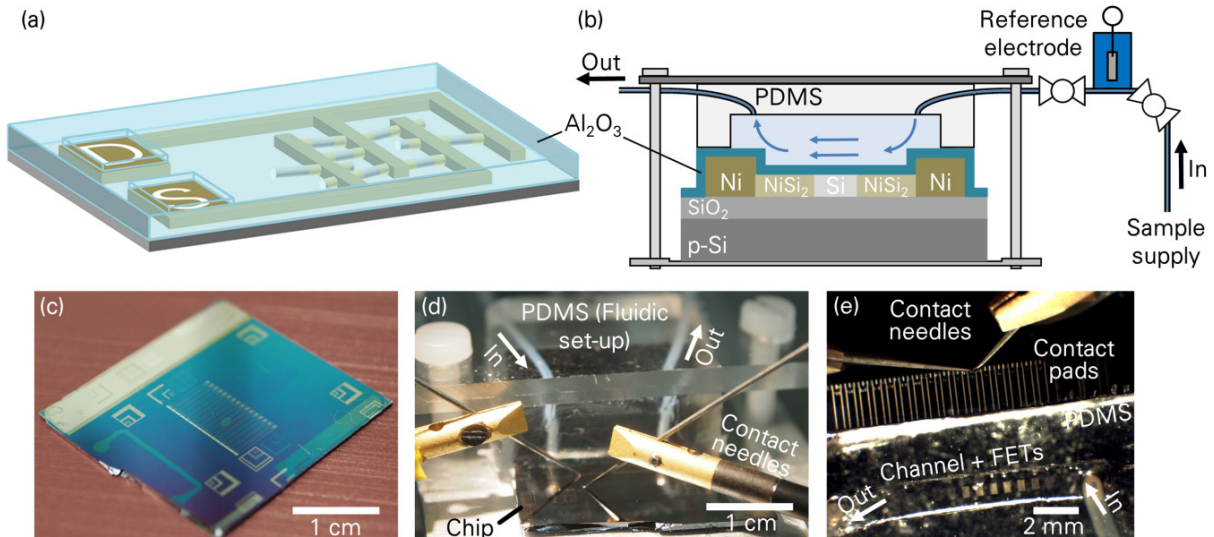 (a)
D
S
Al₂O₃
(b)
Reference
electrode
Out
PDMS
Ni
NiSi₂
Si
NiSi₂
Ni
SiO₂
p-Si
In
Sample
supply
(c)
1 cm
(d)
PDMS (Fluidic
set-up)
In
Out
Contact
needles
Chip
1 cm
(e)
Contact
needles
Contact
pads
PDMS
Channel + FETs
Out
In
2 mm